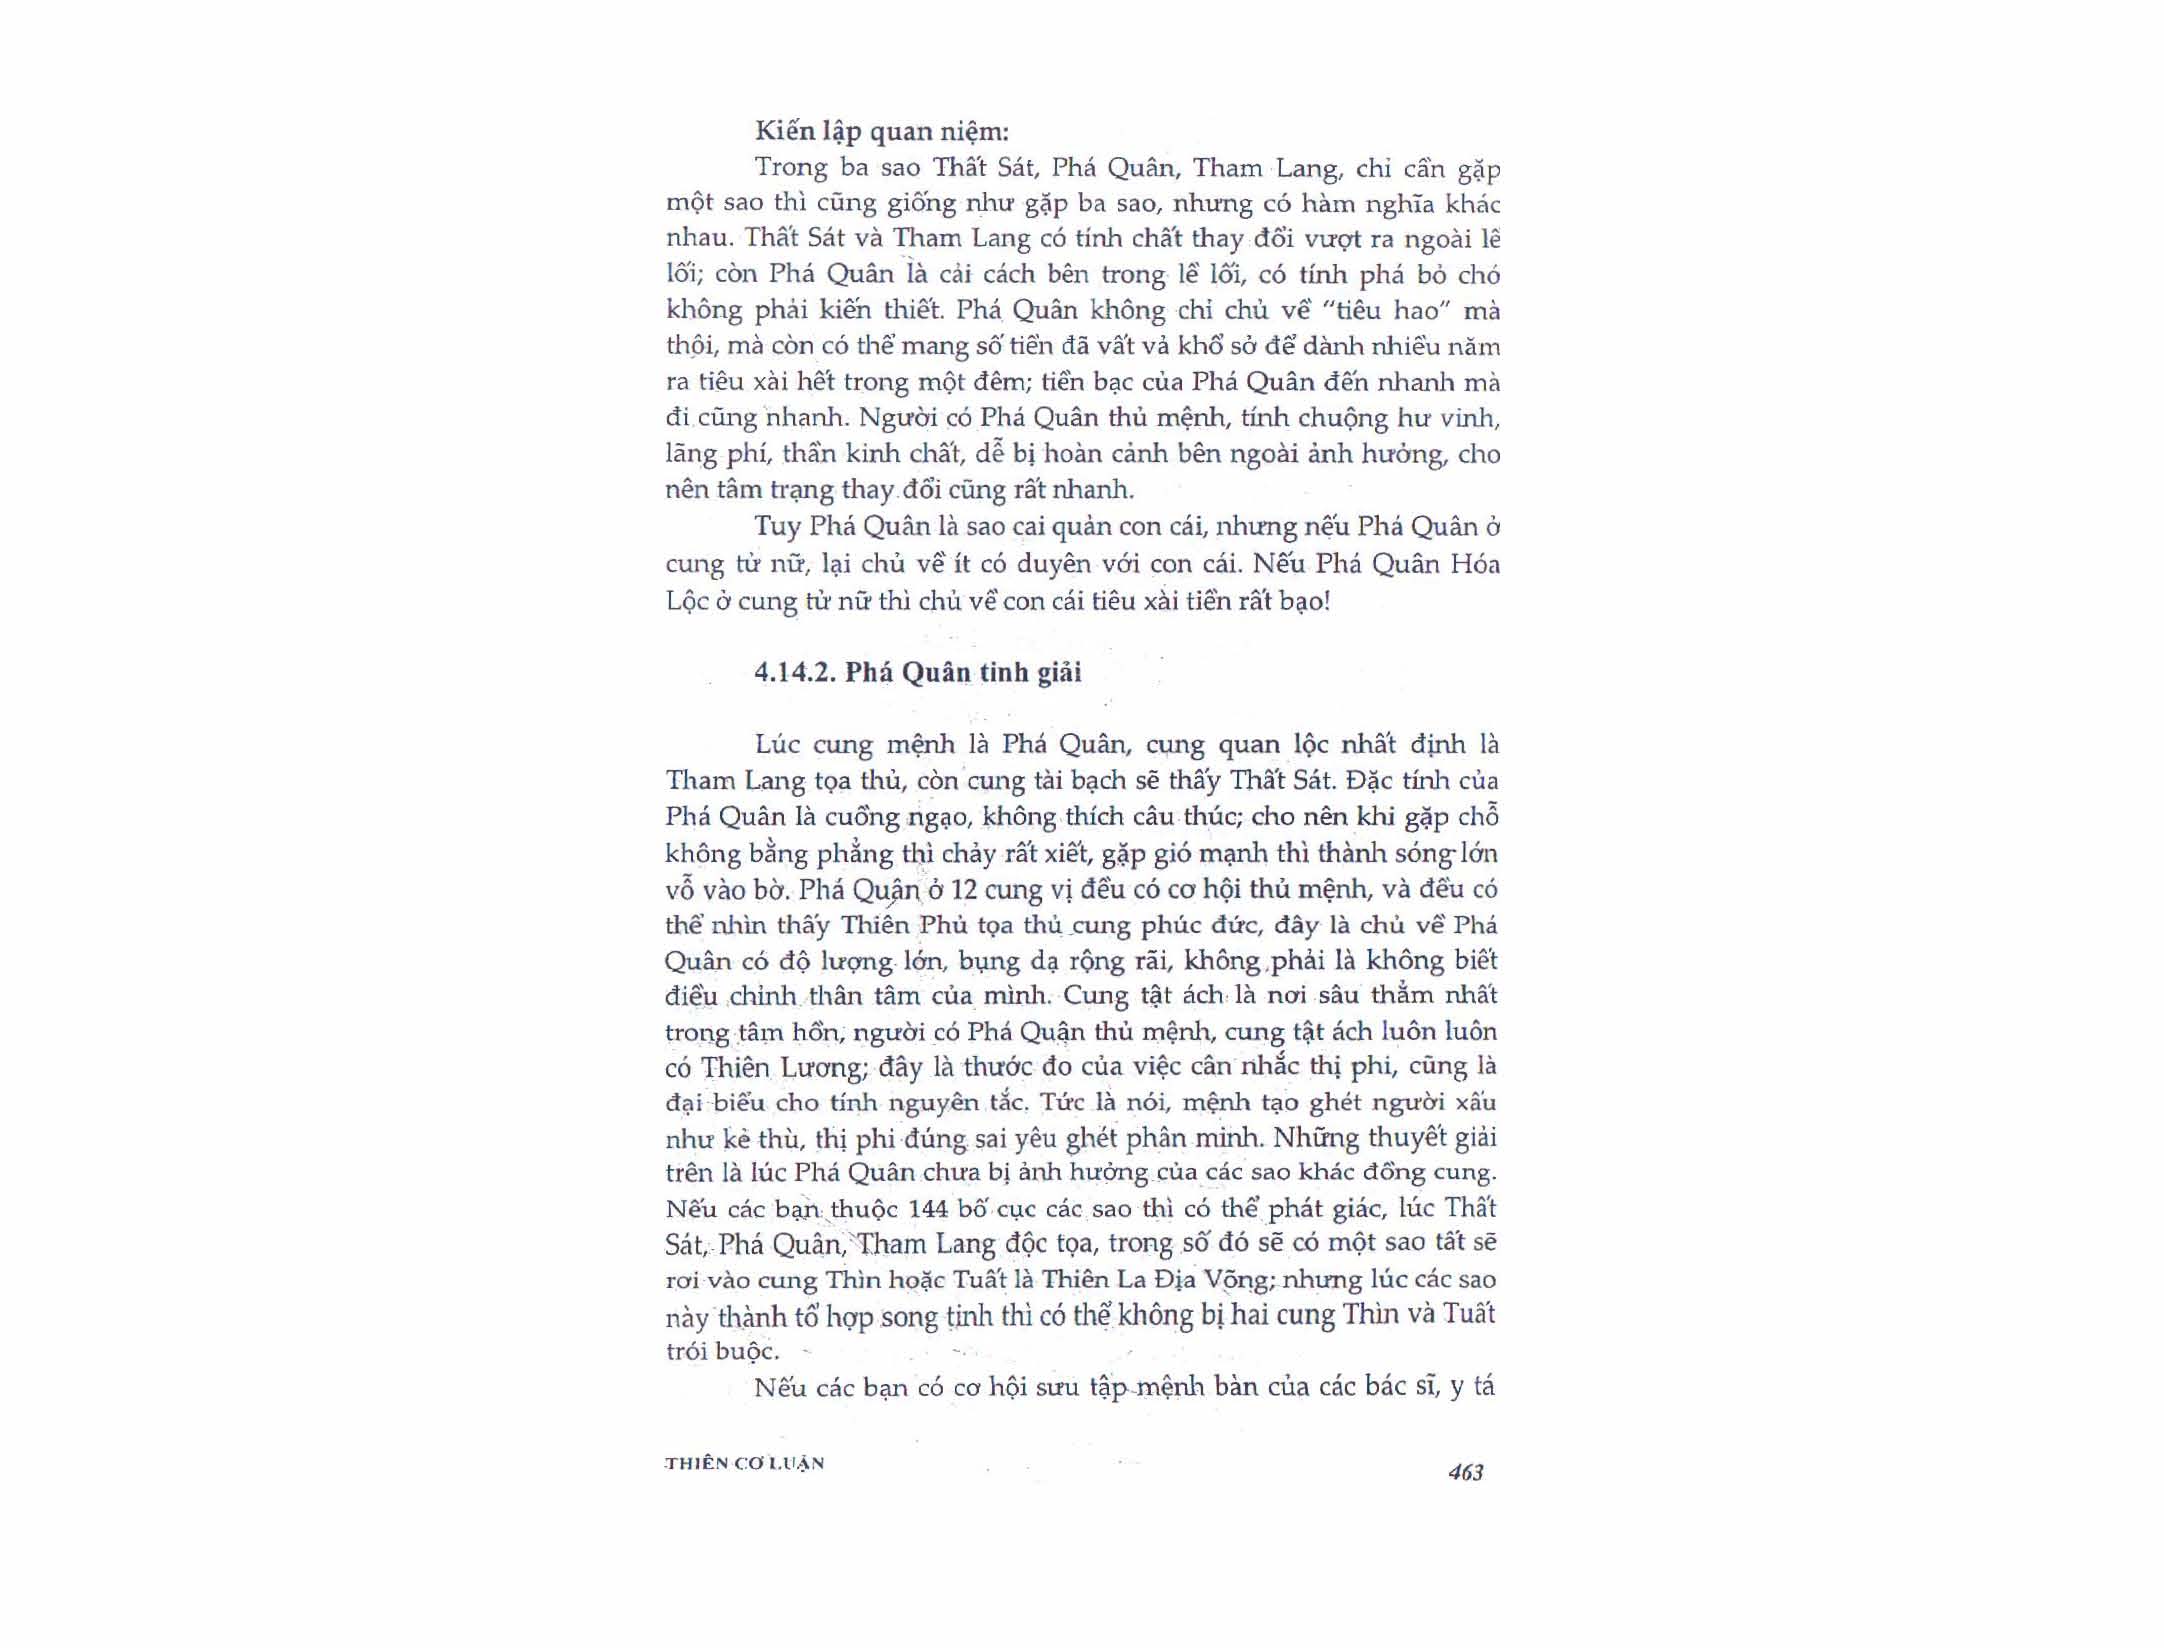 Kiến lập quan niệm:
Trong ba sao Thất Sát, Phá Quân, Tham Lang, chỉ cần gặp
một sao thì cũng giống như gặp ba sao, nhưng có hàm nghĩa khác
nhau. Thất Sát và Tham Lang có tính chất thay đổi vượt ra ngoài lề
lối; còn Phá Quân là cải cách bên trong lề lối, có tính phá bỏ chó
không phải kiến thiết. Phá Quân không chỉ chủ về "tiêu hao" mà
thôi, mà còn có thể mang số tiền đã vất vả khổ sở để dành nhiều năm
ra tiêu xài hết trong một đêm; tiền bạc của Phá Quân đến nhanh mà
đi cũng nhanh. Người có Phá Quân thủ mệnh, tính chuộng hư vinh,
lãng phí, thần kinh chất, dễ bị hoàn cảnh bên ngoài ảnh hưởng, cho
nên tâm trạng thay đổi cũng rất nhanh.
Tuy Phá Quân là sao cai quản con cái, nhưng nếu Phá Quân ở
cung tử nữ, lại chủ về ít có duyên với con cái. Nếu Phá Quân Hóa
Lộc ở cung tử nữ thì chủ về con cái tiêu xài tiền rất bạo!
4.14.2. Phá Quân tinh giải
Lúc cung mệnh là Phá Quân, cung quan lộc nhất định là
Tham Lang tọa thủ, còn cung tài bạch sẽ thấy Thất Sát. Đặc tính của
Phá Quân là cuồng ngạo, không thích câu thúc; cho nên khi gặp chỗ
không bằng phẳng thì chảy rất xiết, gặp gió mạnh thì thành sóng lớn
vỗ vào bờ. Phá Quân ở 12 cung vị đều có cơ hội thủ mệnh, và đều có
thể nhìn thấy Thiên Phủ tọa thủ cung phúc đức, đây là chủ về Phá
Quân có độ lượng lớn, bụng dạ rộng rãi, không phải là không biết
điều chỉnh thân tâm của mình. Cung tật ách là nơi sâu thẳm nhất
trong tâm hồn, người có Phá Quân thủ mệnh, cung tật ách luôn luôn
có Thiên Lương; đây là thước đo của việc cân nhắc thị phi, cũng là
đại biểu cho tính nguyên tắc. Tức là nói, mệnh tạo ghét người xấu
như kẻ thù, thị phi đúng sai yêu ghét phân minh. Những thuyết giải
trên là lúc Phá Quân chưa bị ảnh hưởng của các sao khác đồng cung.
Nếu các bạn thuộc 144 bố cục các sao thì có thể phát giác, lúc Thất
Sát, Phá Quân, Tham Lang độc tọa, trong số đó sẽ có một sao tất sẽ
rơi vào cung Thìn hoặc Tuất là Thiên La Địa Võng; nhưng lúc các sao
này thành tổ hợp song tinh thì có thể không bị hai cung Thìn và Tuất
trói buộc.
Nếu các bạn có cơ hội sưu tập mệnh bàn của các bác sĩ, y tá
THIÊN CƠ LUẬN
463